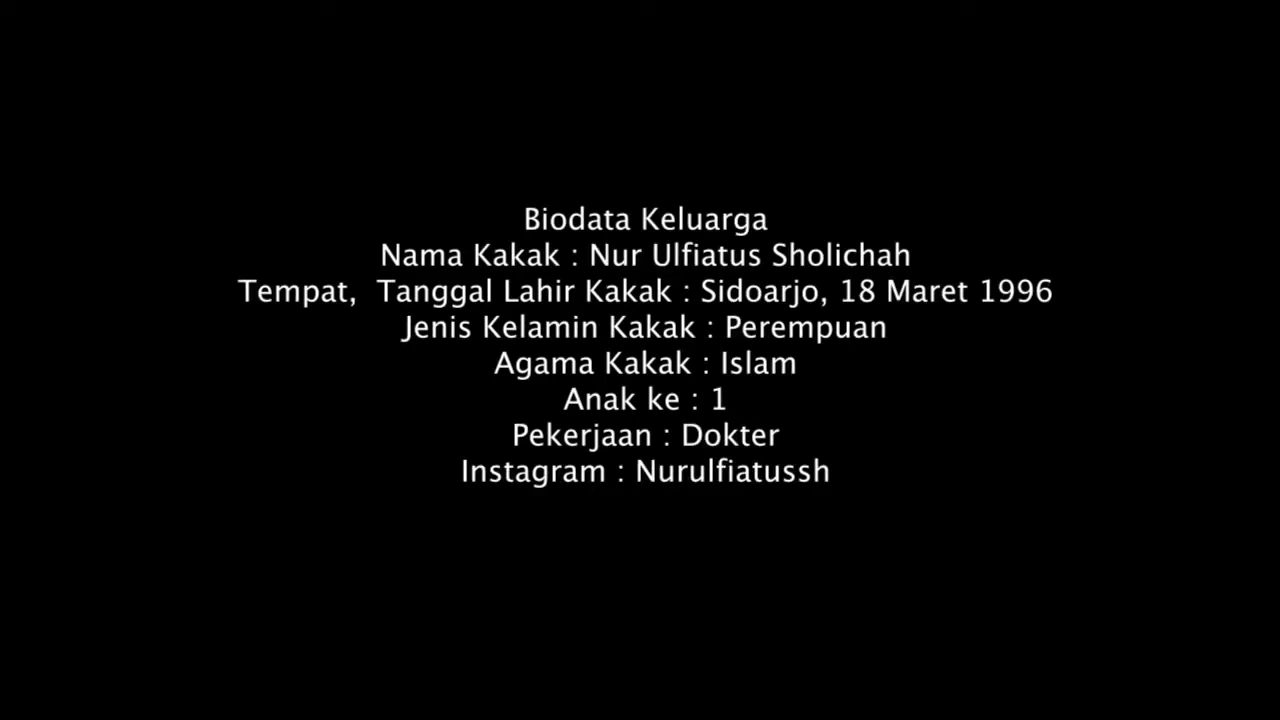 Biodata Keluarga
Nama Kakak : Nur Ulfiatus Sholichah
Tempat,  Tanggal Lahir Kakak : Sidoarjo, 18 Maret 1996
Jenis Kelamin Kakak : Perempuan
Agama Kakak : Islam
Anak ke : 1
Pekerjaan : Dokter
Instagram : Nurulfiatussh